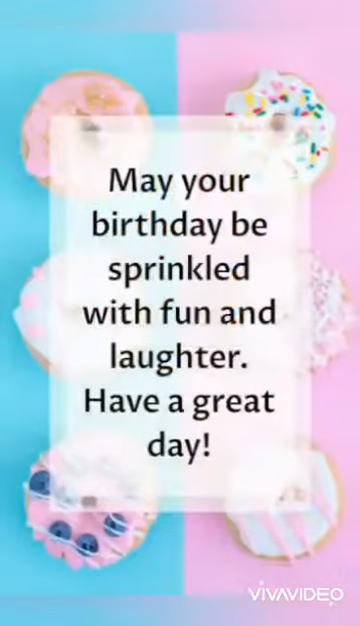 May your
birthday be
sprinkled
with fun and
laughter.
Have a great
day!
VIVAVIDEO